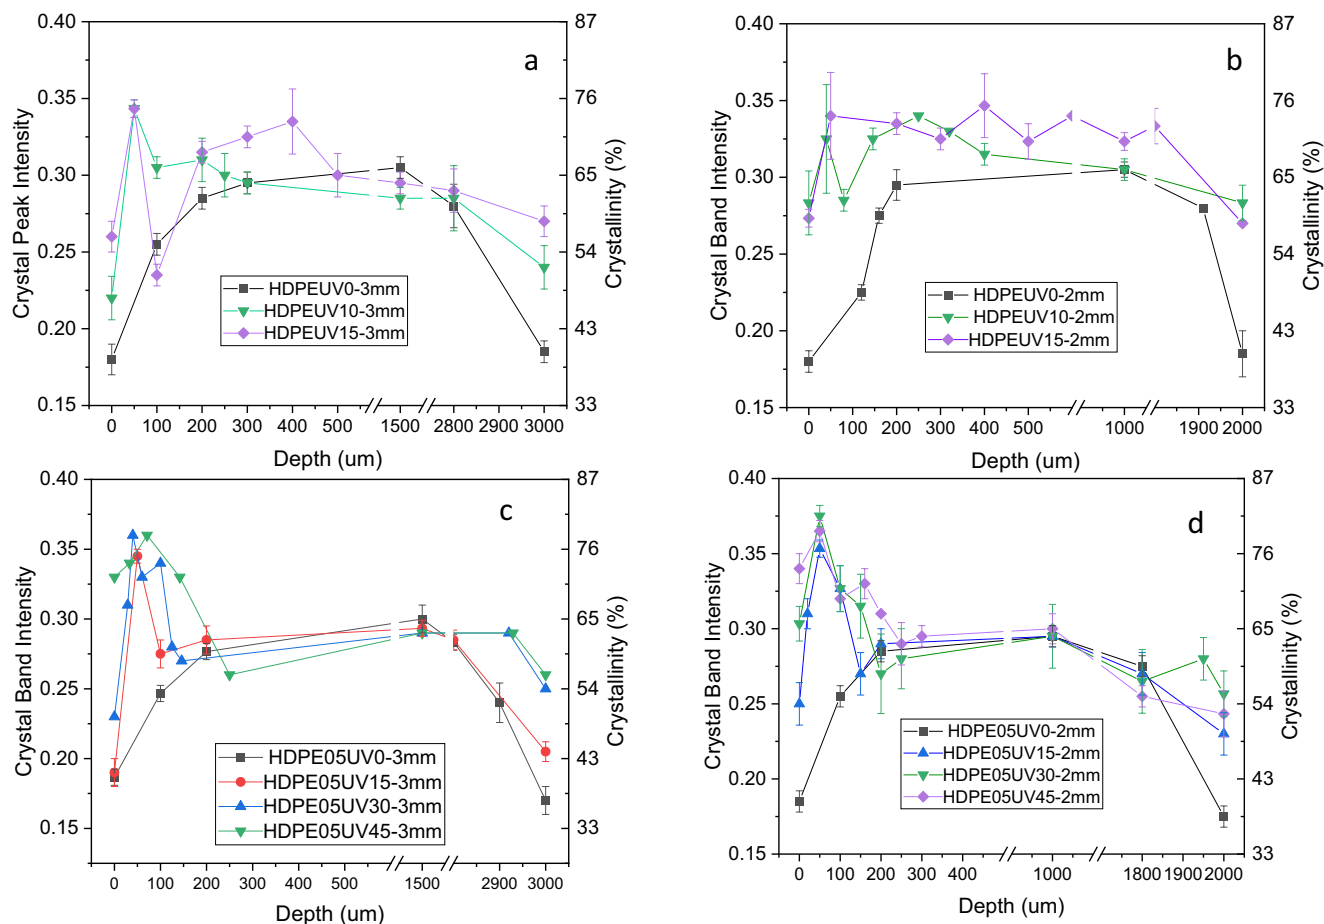 a
Crystal Peak Intensity
0.40
0.35
0.30
0.25
0.20
0.15
87
76
65
54
43
33
Crystallinity (%)
HDPEUV0-3mm
HDPEUV10-3mm
HDPEUV15-3mm
0 100 200 300 400 500 1500 2800 2900 3000
Depth (um)
b
Crystal Band Intensity
0.40
0.35
0.30
0.25
0.20
0.15
87
76
65
54
43
33
Crystallinity (%)
HDPEUV0-2mm
HDPEUV10-2mm
HDPEUV15-2mm
0 100 200 300 400 500 1000 1900 2000
Depth (um)
c
Crystal Band Intensity
0.40
0.35
0.30
0.25
0.20
0.15
87
76
65
54
43
33
Crystallinity (%)
HDPE05UV0-3mm
HDPE05UV15-3mm
HDPE05UV30-3mm
HDPE05UV45-3mm
0 100 200 300 400 500 1500 2900 3000
Depth (um)
d
Crystal Band Intensity
0.40
0.35
0.30
0.25
0.20
0.15
87
76
65
54
43
33
Crystallinity (%)
HDPE05UV0-2mm
HDPE05UV15-2mm
HDPE05UV30-2mm
HDPE05UV45-2mm
0 100 200 300 400 500 1000 1800 1900 2000
Depth (um)